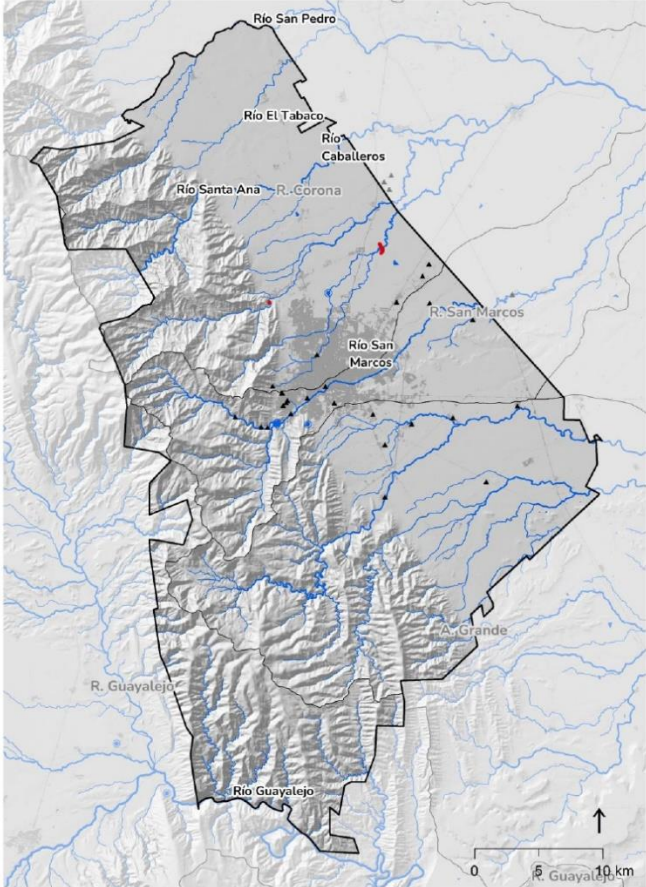 Río San Pedro
Río El Tabaco
Río
Caballeros
Río Santa Ana
R. Corona
R. San Marcos
Río San
Marcos
A. Grande
R. Guayalejo
Río Guayalejo
0 5 10 km
R. Guayalejo